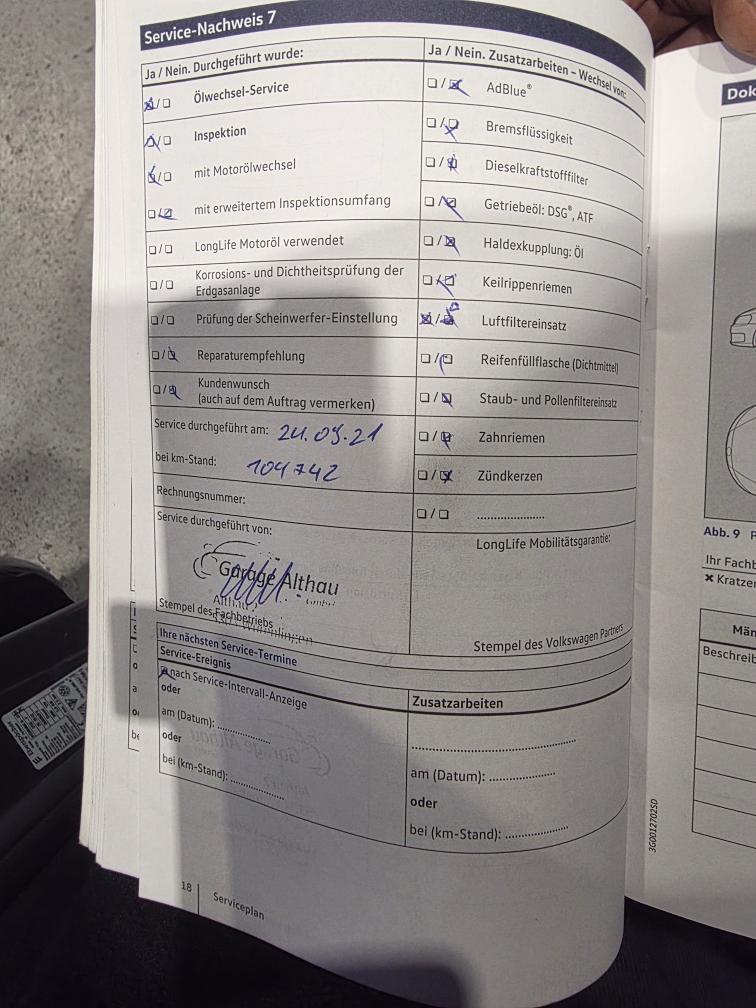 Service-Nachweis 7
Ja / Nein. Durchgeführt wurde:
Ölwechsel-Service
Inspektion
mit Motorölwechsel
mit erweitertem Inspektionsumfang
LongLife Motoröl verwendet
Korrosions- und Dichtheitsprüfung der
Erdgasanlage
Prüfung der Scheinwerfer-Einstellung
Reparaturempfehlung
Kundenwunsch
(auch auf dem Auftrag vermerken)
Service durchgeführt am: 24.09.21
bei km-Stand: 104742
Rechnungsnummer:
Service durchgeführt von:
Garage Althau
GmbH
Stempel des Fachbetriebs
Ja / Nein. Zusatzarbeiten – Wechsel von:
AdBlue®
Bremsflüssigkeit
Dieselkraftstofffilter
Getriebeöl: DSG®, ATF
Haldexkupplung: Öl
Keilrippenriemen
Luftfiltereinsatz
Reifenfüllflasche (Dichtmittel)
Staub- und Pollenfiltereinsatz
Zahnriemen
Zündkerzen
LongLife Mobilitätsgarantie:
Stempel des Volkswagen Partners
Ihre nächsten Service-Termine
Service-Ereignis
nach Service-Intervall-Anzeige
oder
am (Datum):
oder
bei (km-Stand):
Zusatzarbeiten
am (Datum):
oder
bei (km-Stand):
18 | Serviceplan
3G0012702SD
Dok
Abb. 9 P
Ihr Fachb
✖ Kratze
Män
Beschreib